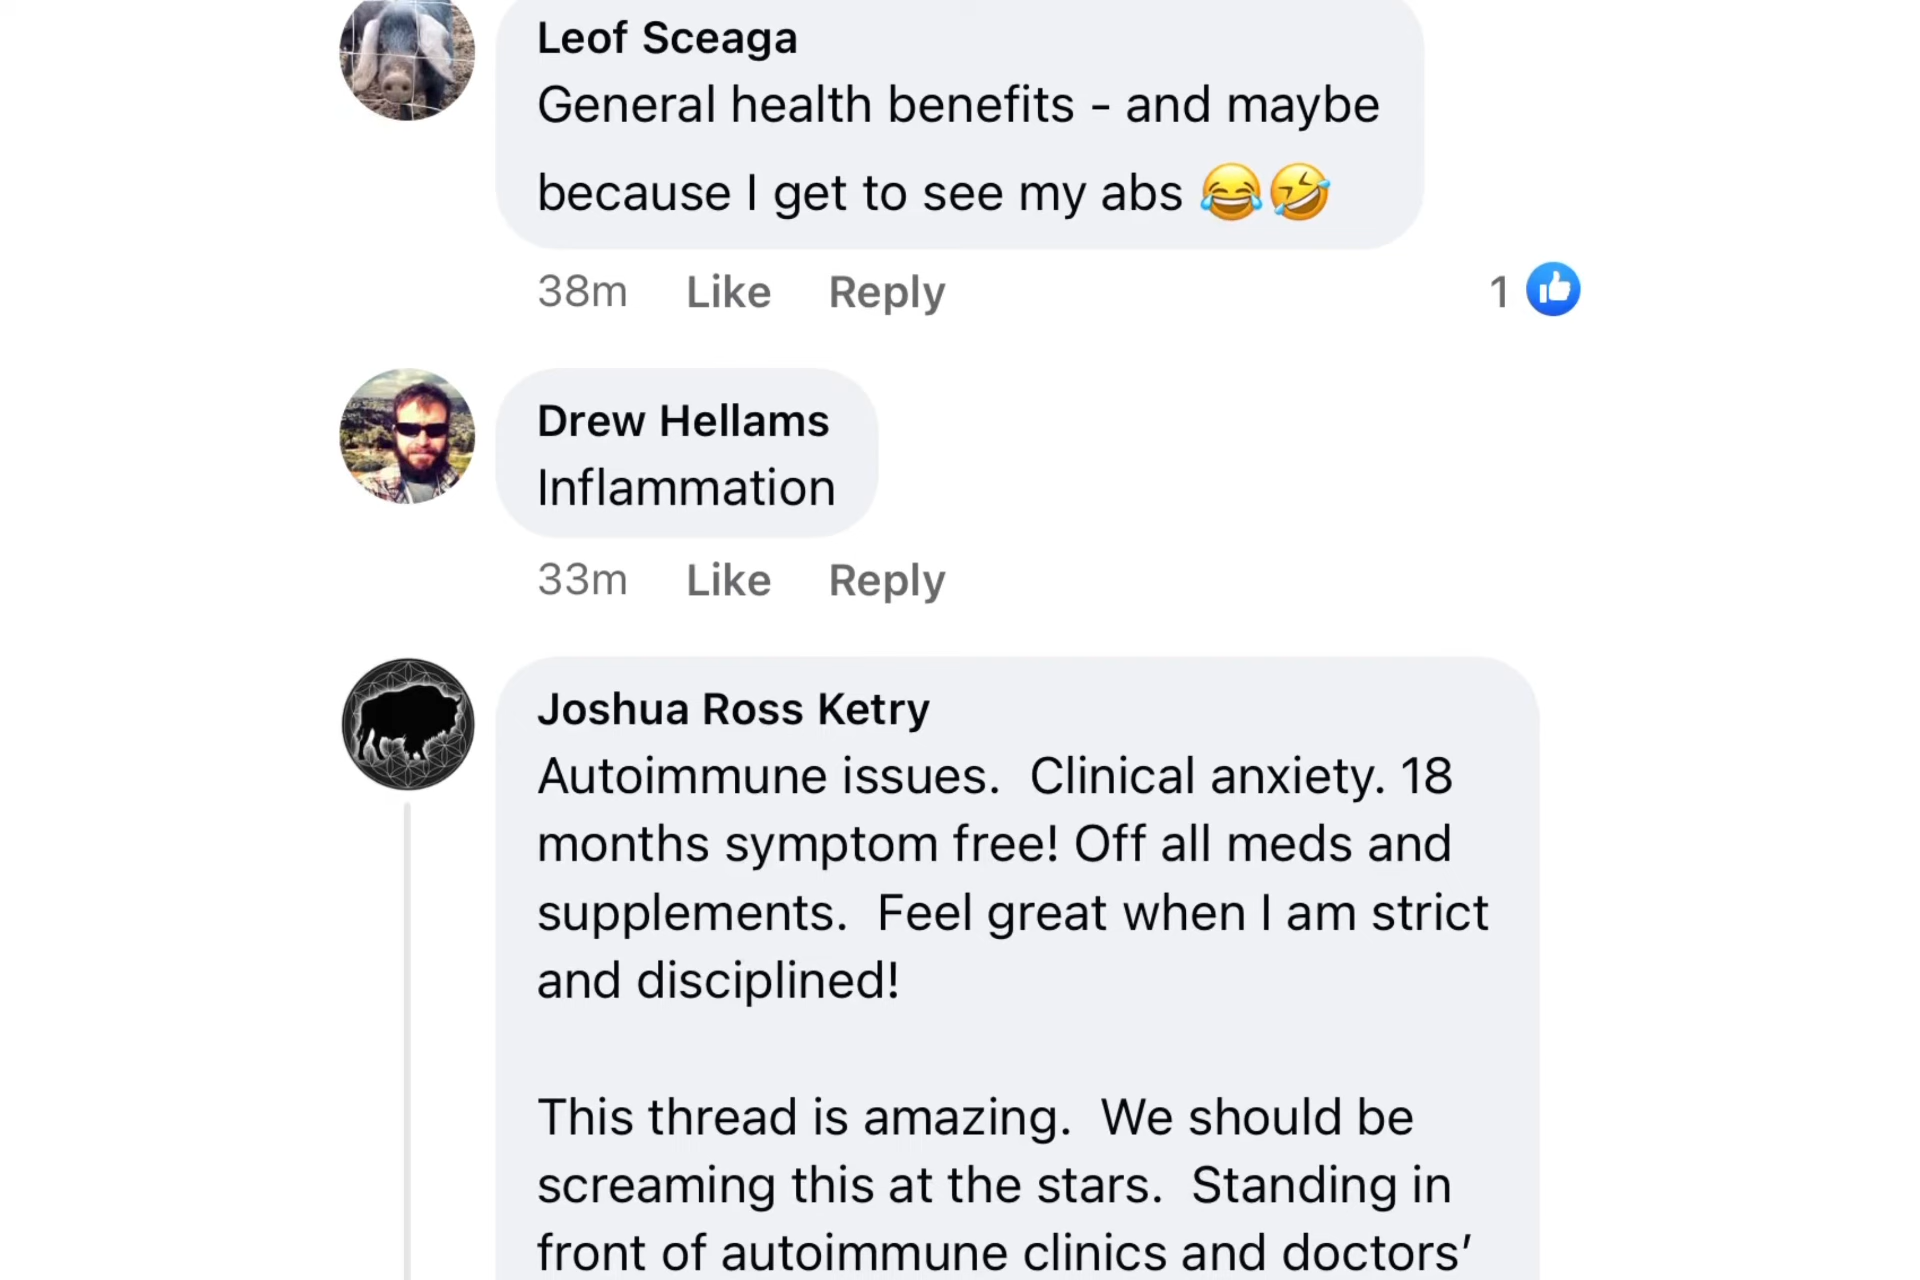 Leof Sceaga
General health benefits - and maybe
because I get to see my abs 😂🤣
38m Like Reply 1
Drew Hellams
Inflammation
33m Like Reply
Joshua Ross Ketry
Autoimmune issues.  Clinical anxiety. 18
months symptom free! Off all meds and
supplements.  Feel great when I am strict
and disciplined!
This thread is amazing.  We should be
screaming this at the stars.  Standing in
front of autoimmune clinics and doctors’